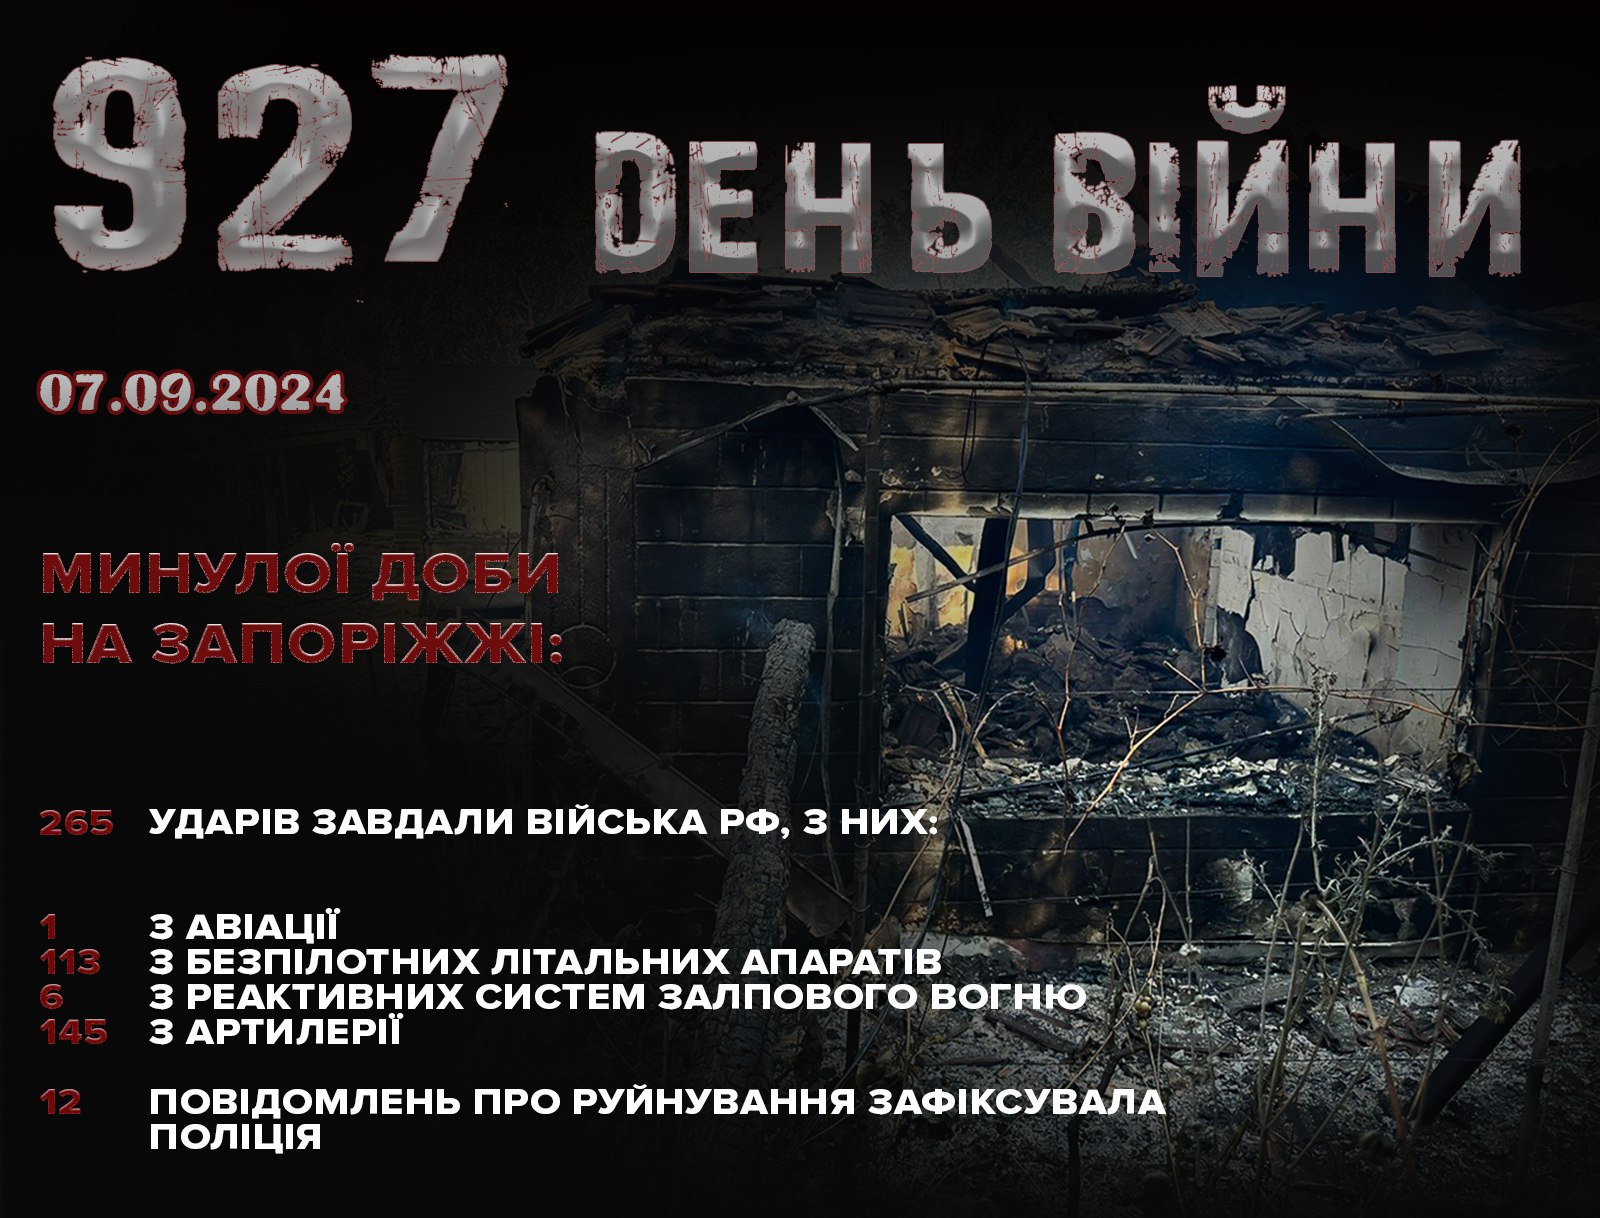 927 ДЕНЬ ВІЙНИ
07.09.2024
МИНУЛОЇ ДОБИ
НА ЗАПОРІЖЖІ:
265 УДАРІВ ЗАВДАЛИ ВІЙСЬКА РФ, З НИХ:
1 З АВІАЦІЇ
113 З БЕЗПІЛОТНИХ ЛІТАЛЬНИХ АПАРАТІВ
6 З РЕАКТИВНИХ СИСТЕМ ЗАЛПОВОГО ВОГНЮ
145 З АРТИЛЕРІЇ
12 ПОВІДОМЛЕНЬ ПРО РУЙНУВАННЯ ЗАФІКСУВАЛА
ПОЛІЦІЯ